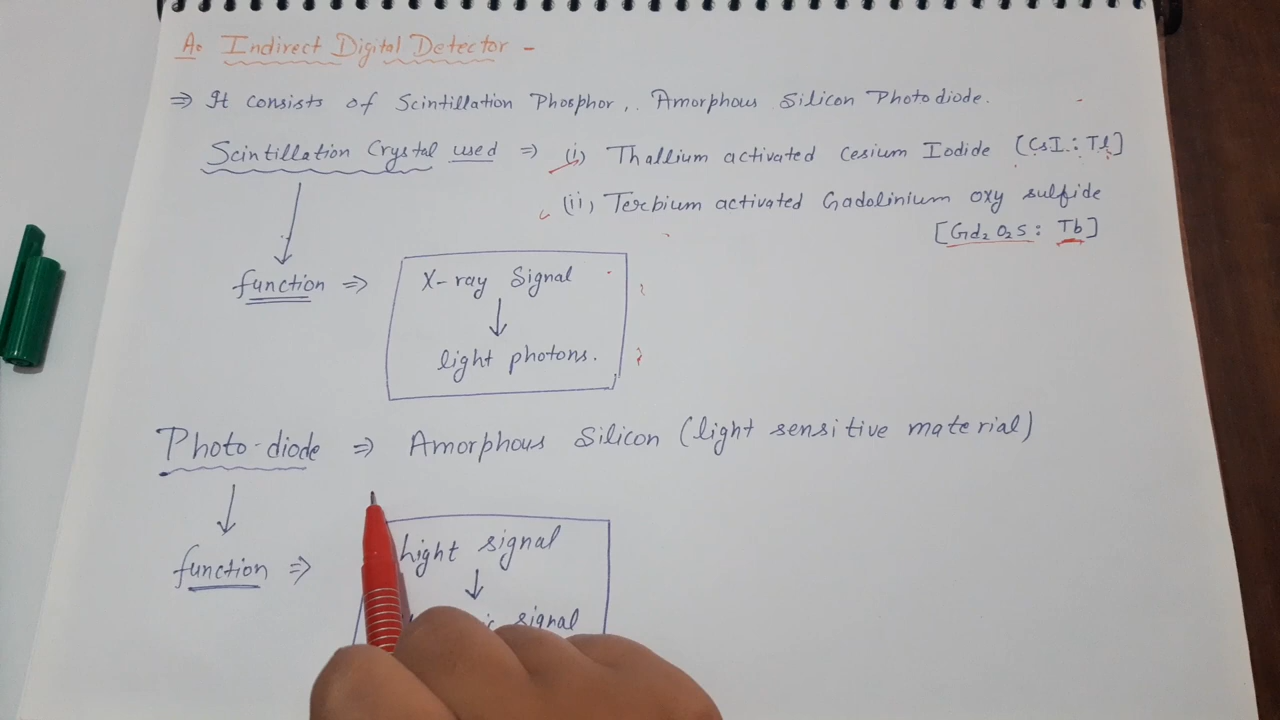 A. Indirect Digital Detector -
⇒ It consists of Scintillation Phosphor, Amorphous Silicon Photodiode.
Scintillation Crystal used ⇒ (i) Thallium activated Cesium Iodide [CsI: Tl]
(ii) Terbium activated Gadolinium oxy sulfide
[Gd2 O2 S: Tb]
function ⇒ X-ray Signal
↓
light photons.
Photo-diode ⇒ Amorphous Silicon (light sensitive material)
function ⇒ light signal
↓
signal